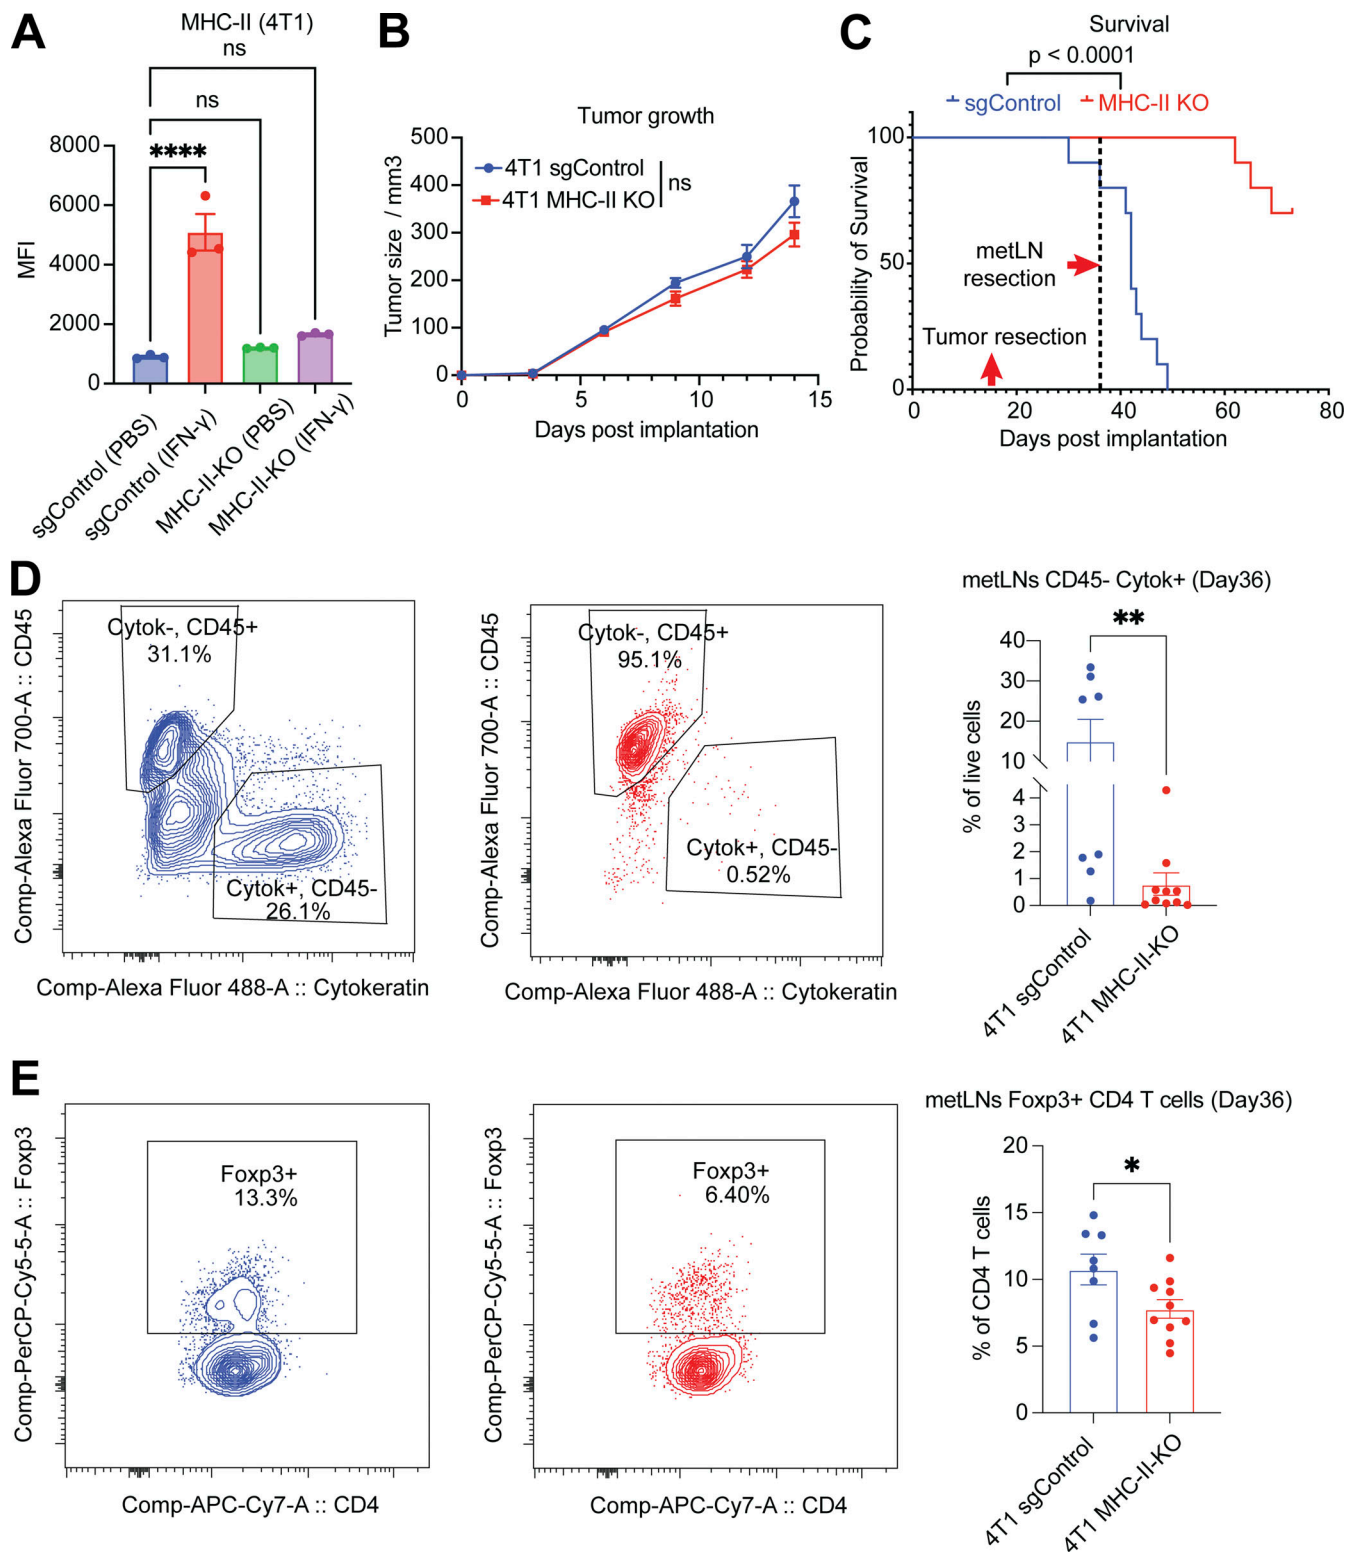 A
MHC-II (4T1)
ns
ns
****
MFI
8000
6000
4000
2000
0
sgControl (PBS)
sgControl (IFN-γ)
MHC-II-KO (PBS)
MHC-II-KO (IFN-γ)
B
Tumor growth
Tumor size / mm3
500
400
300
200
100
0
4T1 sgControl
4T1 MHC-II KO
ns
0 5 10 15
Days post implantation
C
Survival
p < 0.0001
sgControl MHC-II KO
Probability of Survival
100
50
0
metLN
resection
Tumor resection
0 20 40 60 80
Days post implantation
D
Comp-Alexa Fluor 700-A :: CD45
Cytok-, CD45+
31.1%
Cytok+, CD45-
26.1%
Comp-Alexa Fluor 488-A :: Cytokeratin
Comp-Alexa Fluor 700-A :: CD45
Cytok-, CD45+
95.1%
Cytok+, CD45-
0.52%
Comp-Alexa Fluor 488-A :: Cytokeratin
metLNs CD45- Cytok+ (Day36)
**
% of live cells
40
30
20
10
4
3
2
1
0
4T1 sgControl
4T1 MHC-II-KO
E
Comp-PerCP-Cy5-5-A :: Foxp3
Foxp3+
13.3%
Comp-APC-Cy7-A :: CD4
Comp-PerCP-Cy5-5-A :: Foxp3
Foxp3+
6.40%
Comp-APC-Cy7-A :: CD4
metLNs Foxp3+ CD4 T cells (Day36)
*
% of CD4 T cells
20
15
10
5
0
4T1 sgControl
4T1 MHC-II-KO